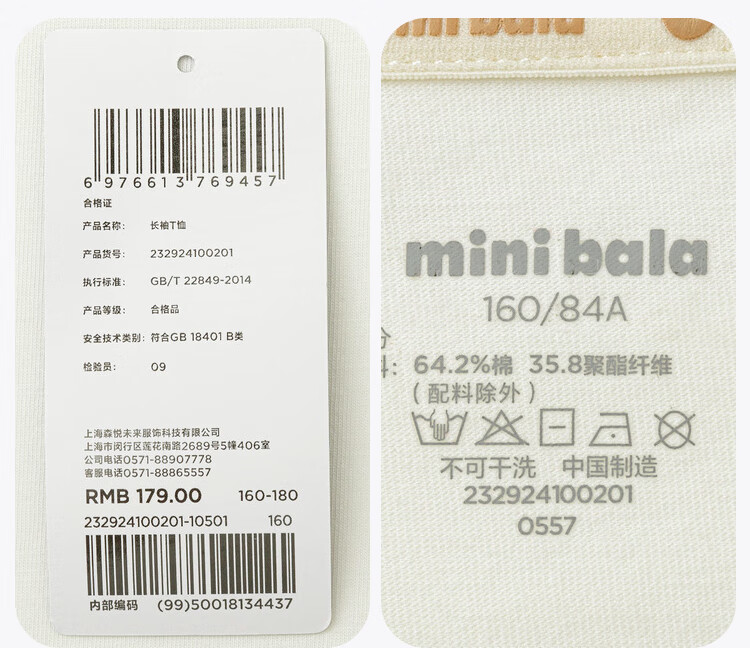 6 976613 769457
合格证
产品名称: 长袖T恤
产品货号: 232924100201
执行标准: GB/T 22849-2014
产品等级: 合格品
安全技术类别: 符合GB 18401 B类
检验员: 09
上海森悦未来服饰科技有限公司
上海市闵行区莲花南路2689号5幢406室
公司电话0571-88907778
客服电话0571-88865557
RMB 179.00 160-180
232924100201-10501 160
内部编码 (99)50018134437
mini bala
160/84A
64.2%棉 35.8聚酯纤维
(配料除外)
不可干洗 中国制造
232924100201
0557